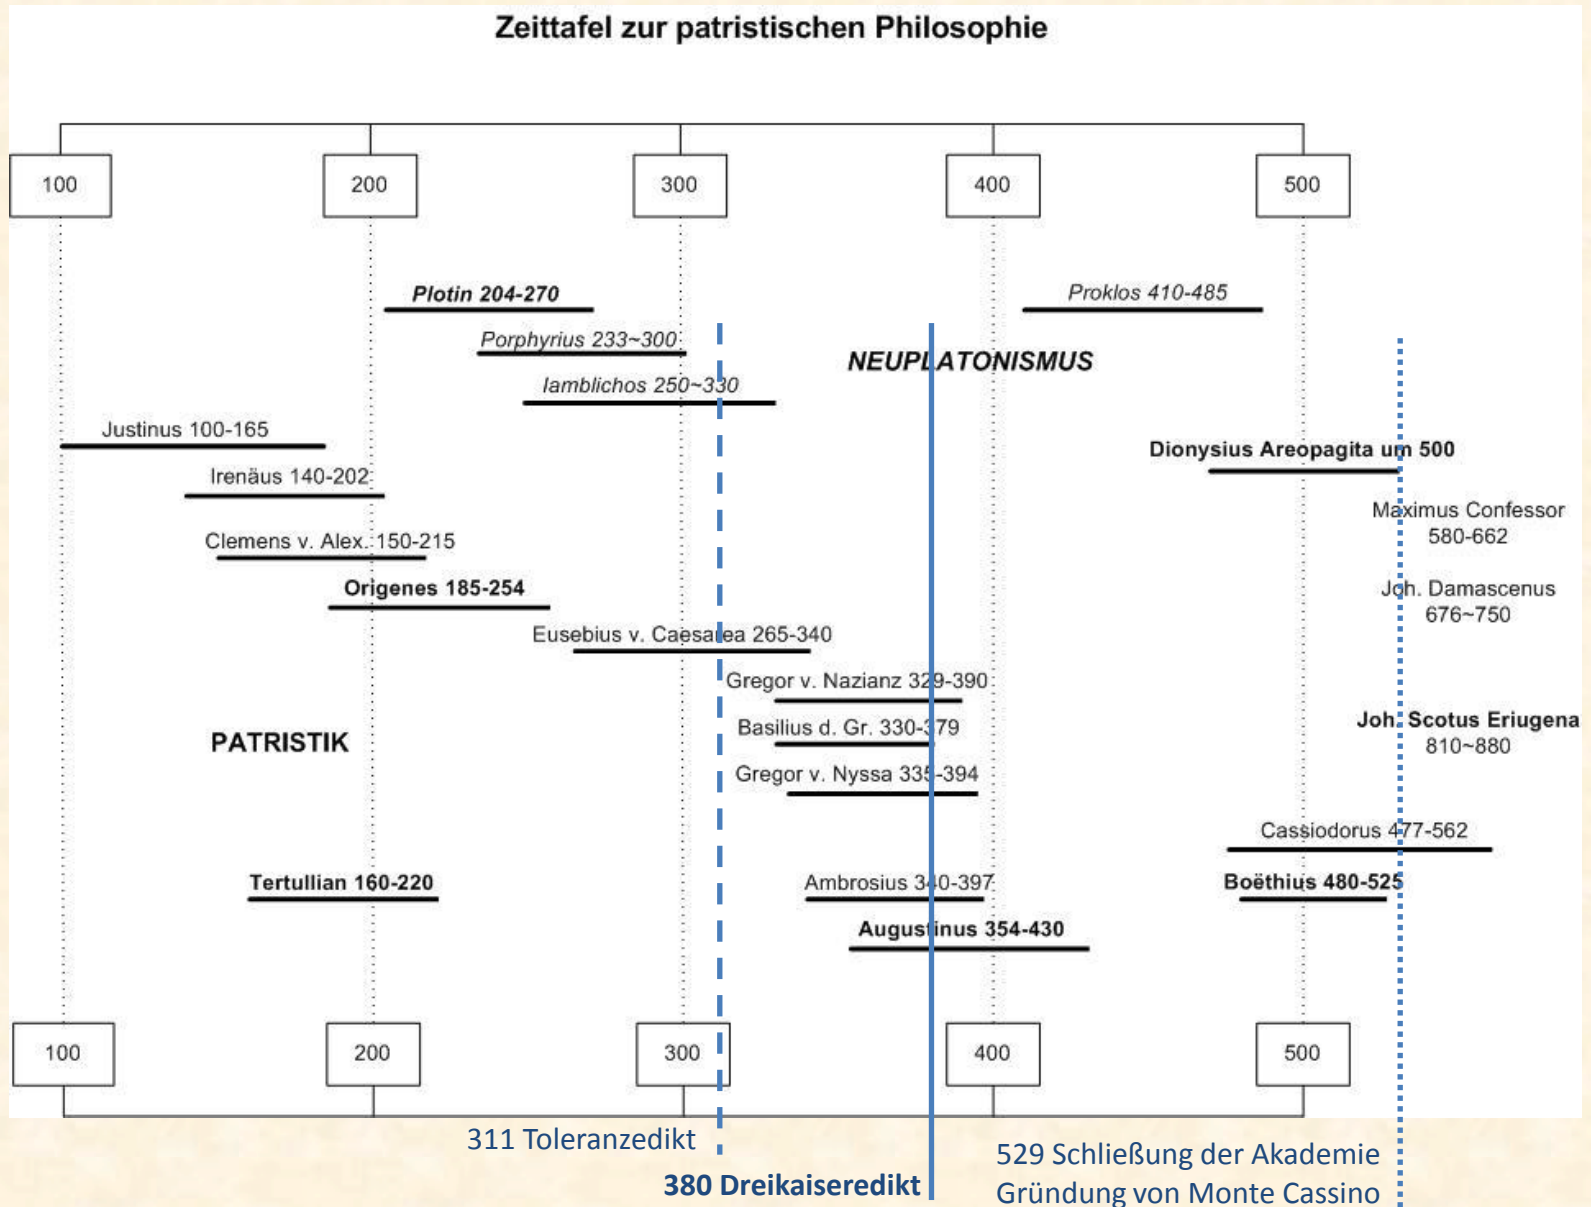 Zeittafel zur patristischen Philosophie
100
200
300
400
500
Plotin 204-270
Proklos 410-485
Porphyrius 233~300
NEUPLATONISMUS
Iamblichos 250~330
Justinus 100-165
Dionysius Areopagita um 500
Irenäus 140-202
Maximus Confessor
580-662
Clemens v. Alex. 150-215
Origenes 185-254
Joh. Damascenus
676~750
Eusebius v. Caesarea 265-340
Gregor v. Nazianz 329-390
Basilius d. Gr. 330-379
Joh. Scotus Eriugena
810~880
PATRISTIK
Gregor v. Nyssa 335-394
Cassiodorus 477-562
Tertullian 160-220
Ambrosius 340-397
Boëthius 480-525
Augustinus 354-430
100
200
300
400
500
311 Toleranzedikt
380 Dreikaiseredikt
529 Schließung der Akademie
Gründung von Monte Cassino